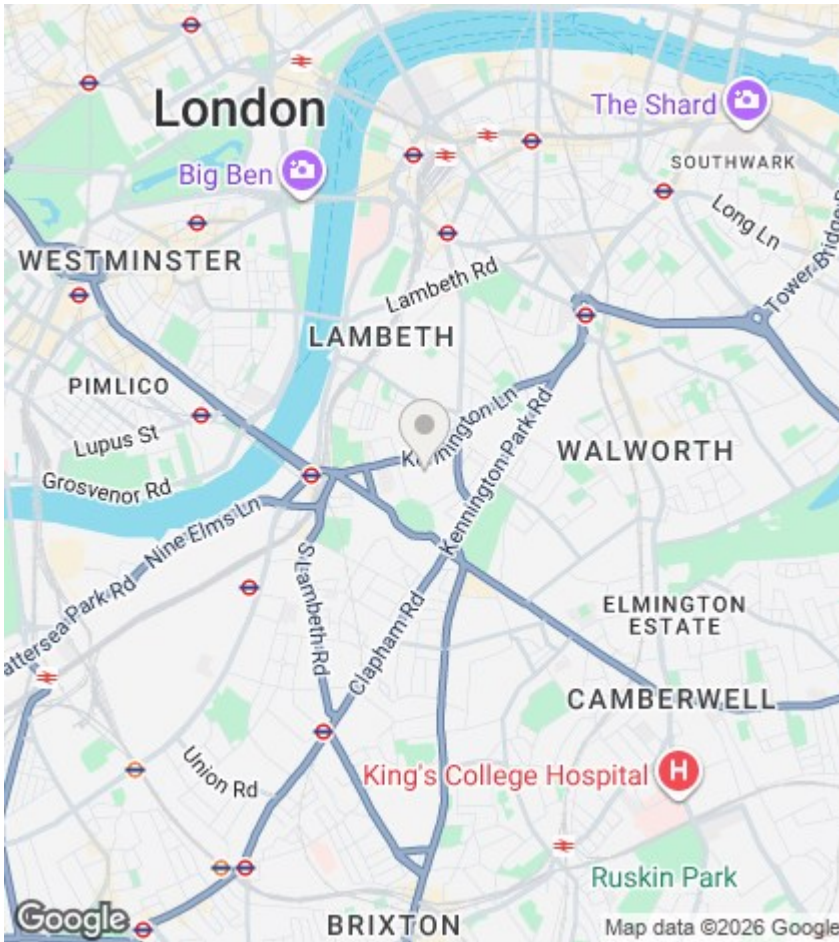 London
The Shard
Big Ben
SOUTHWARK
Long Ln
WESTMINSTER
Lambeth Rd
Tower Bridge
LAMBETH
PIMLICO
Kennington Ln
Lupus St
Kennington Park Rd
WALWORTH
Grosvenor Rd
Nine Elms Ln
S Lambeth Rd
attersea Park Rd
Clapham Rd
ELMINGTON
ESTATE
CAMBERWELL
Union Rd
King's College Hospital
H
Ruskin Park
Google
BRIXTON
Map data ©2026 Google